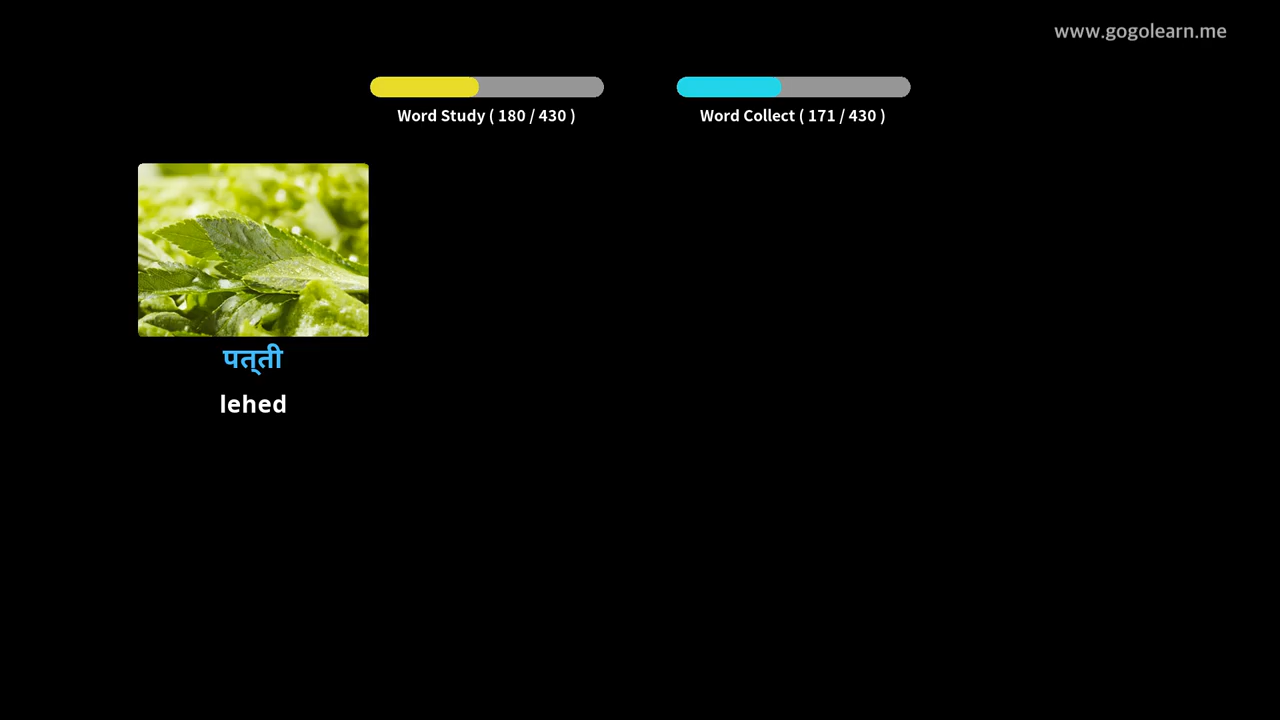 www.gogolearn.me
Word Study ( 180 / 430 )
Word Collect ( 171 / 430 )
पत्‌ती
lehed